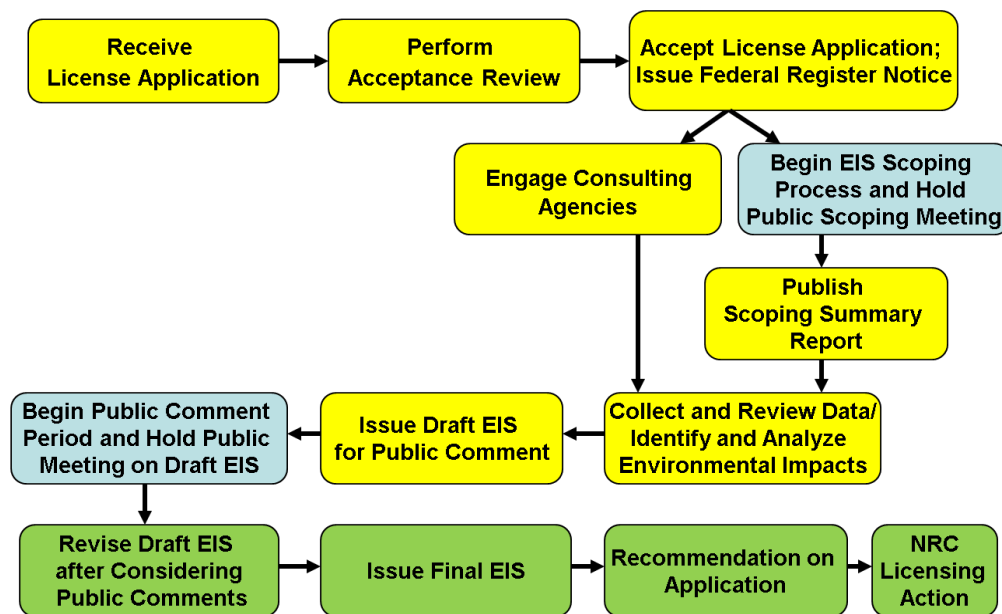 Receive
License Application
Perform
Acceptance Review
Accept License Application;
Issue Federal Register Notice
Engage Consulting
Agencies
Begin EIS Scoping
Process and Hold
Public Scoping Meeting
Publish
Scoping Summary
Report
Collect and Review Data/
Identify and Analyze
Environmental Impacts
Issue Draft EIS
for Public Comment
Begin Public Comment
Period and Hold Public
Meeting on Draft EIS
Revise Draft EIS
after Considering
Public Comments
Issue Final EIS
Recommendation on
Application
NRC
Licensing
Action